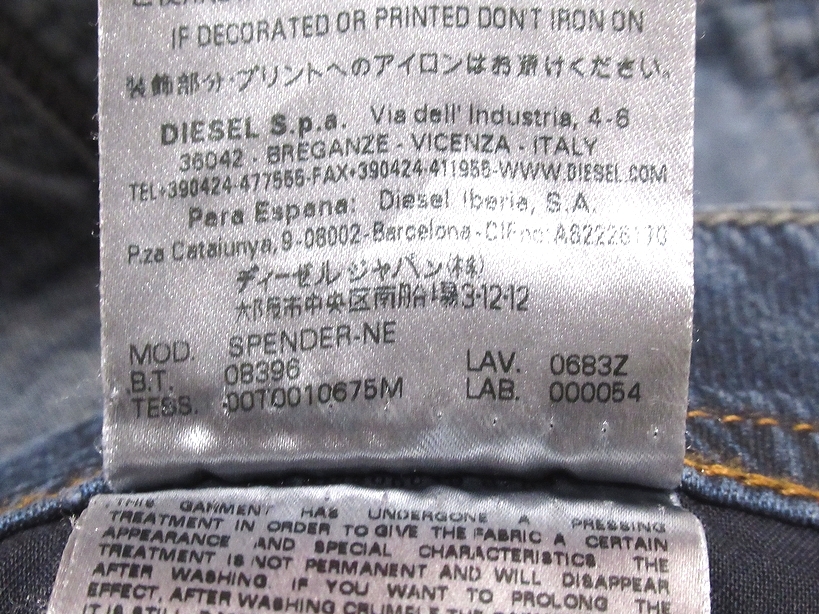 IF DECORATED OR PRINTED DON'T IRON ON
装飾部分・プリントへのアイロンはお避けください。
DIESEL S.p.a. Via dell' Industria, 4-6
36042 - BREGANZE - VICENZA - ITALY
TEL+390424-477555-FAX+390424-411955-WWW.DIESEL.COM
Para Espana: Diesel Iberia, S.A.
P.za Catalunya, 9-08002-Barcelona-CIF
ディーゼルジャパン(株)
大阪市中央区南船場3-12-12
MOD. SPENDER-NE
B.T. 08396 LAV. 0683Z
TESS. 00T0010675M LAB. 000054
THIS GARMENT HAS UNDERGONE A PRESSING
TREATMENT IN ORDER TO GIVE THE FABRIC A CERTAIN
APPEARANCE AND SPECIAL CHARACTERISTICS THE
TREATMENT IS NOT PERMANENT AND WILL DISAPPEAR
AFTER WASHING IF YOU WANT TO PROLONG THE
EFFECT, AFTER WASHING CRUMPLE THE
IT IS STILL